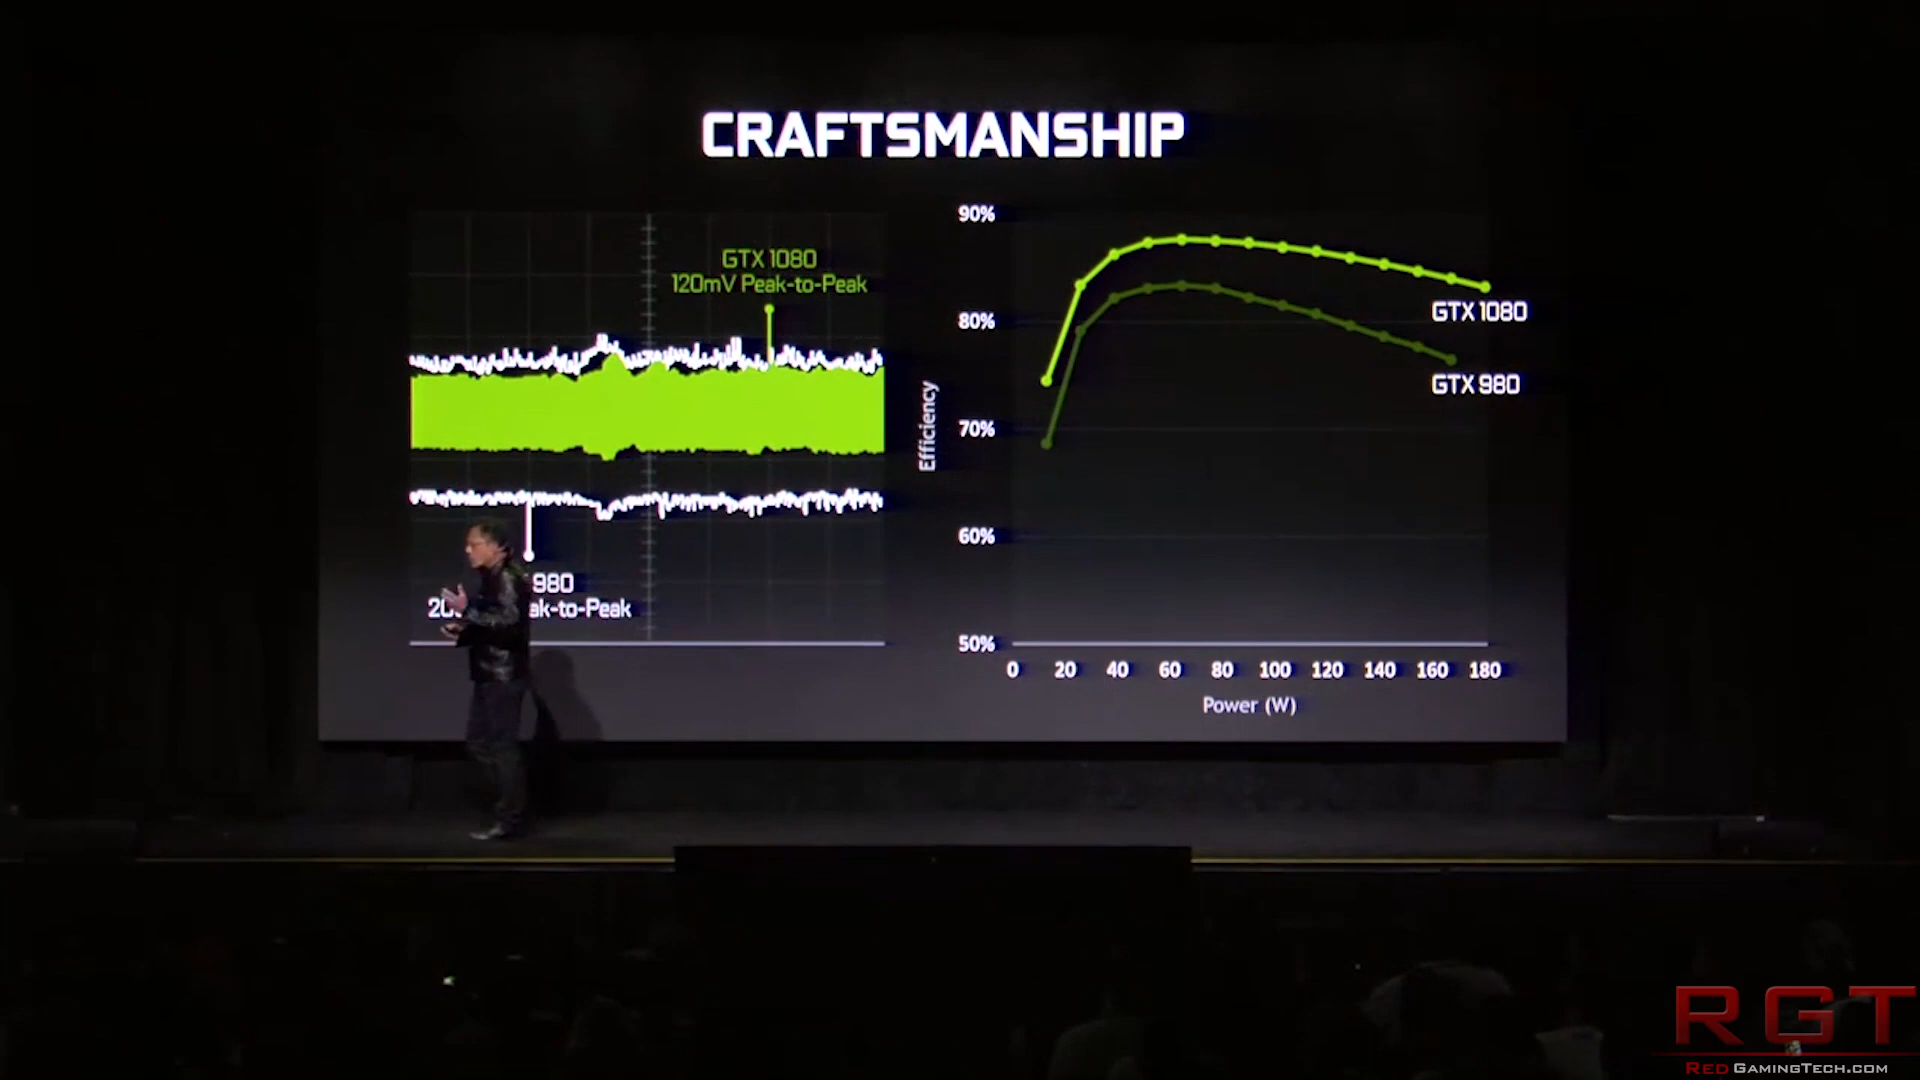 CRAFTSMANSHIP
GTX 1080
120mV Peak-to-Peak
980
Peak-to-Peak
90%
80%
70%
60%
50%
Efficiency
GTX 1080
GTX 980
0 20 40 60 80 100 120 140 160 180
Power (W)
RGT
RedGamingTech.com